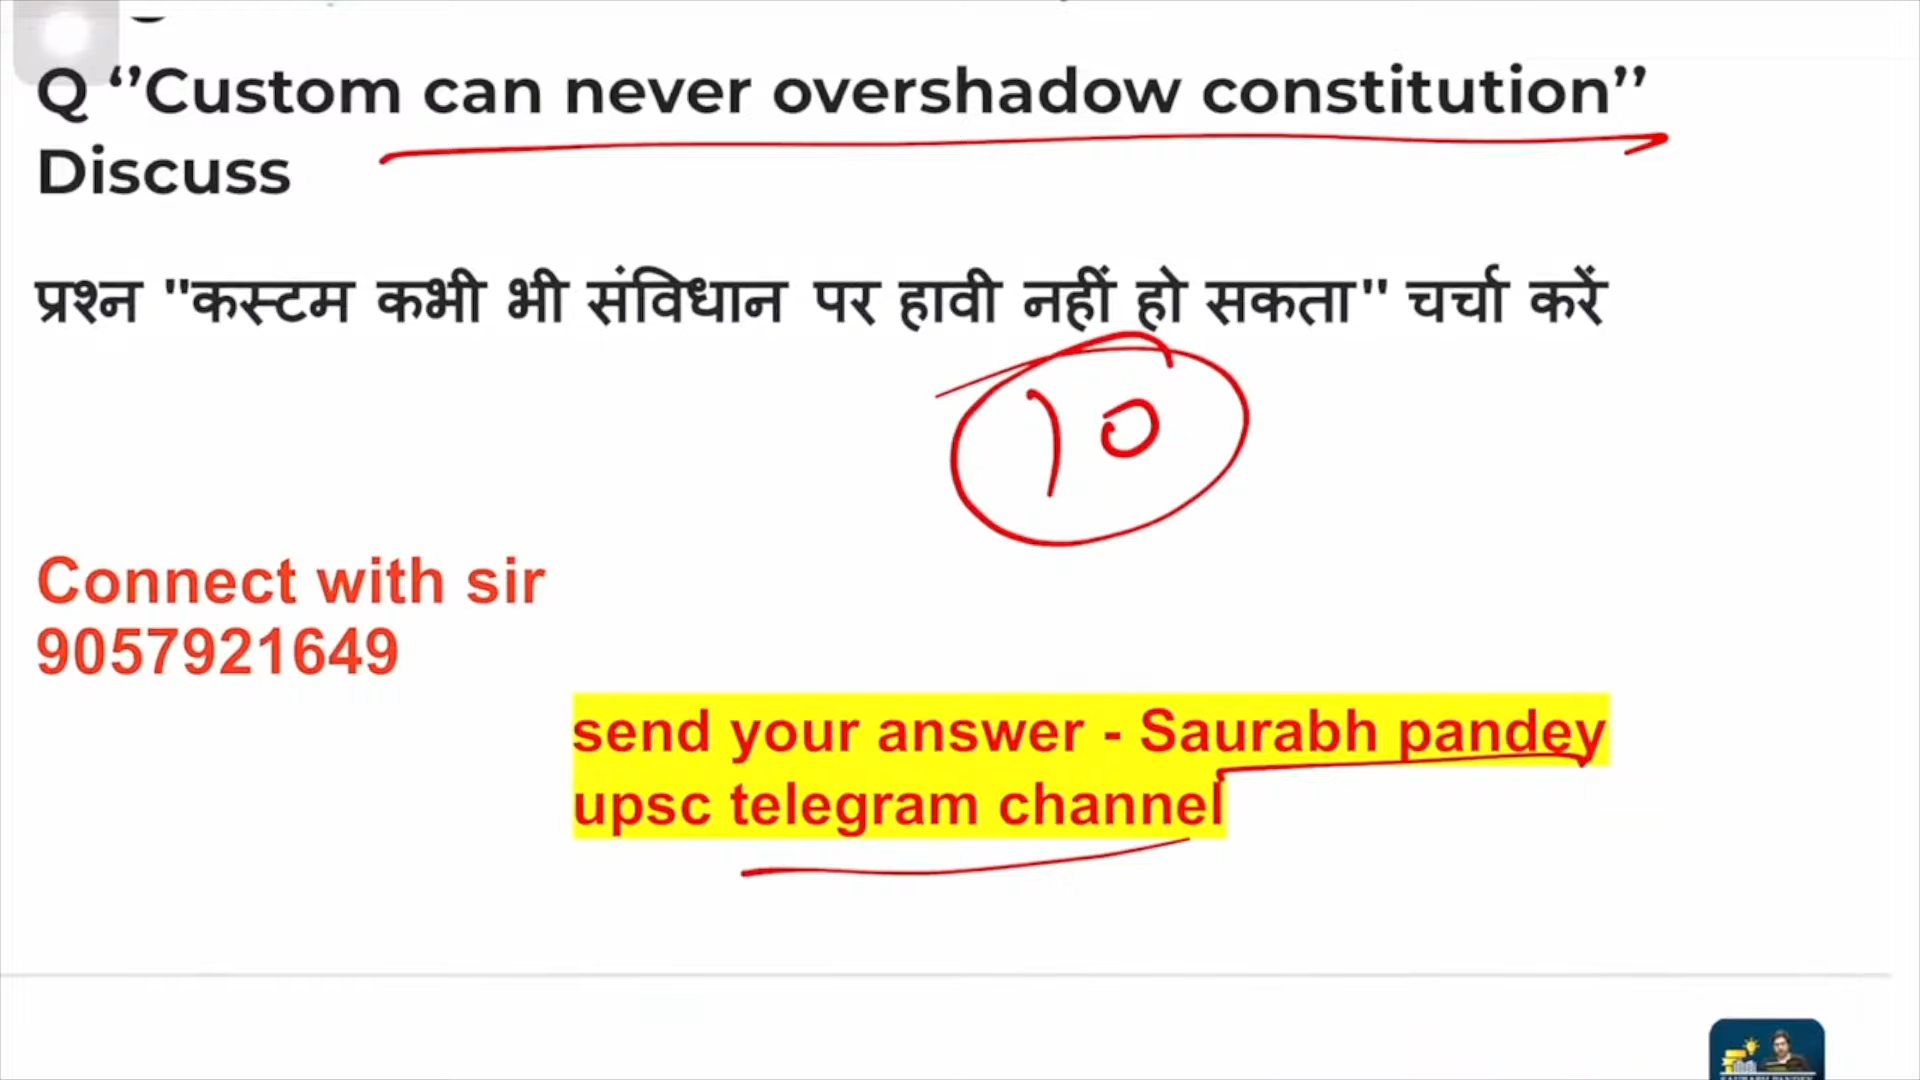 Q ‘’Custom can never overshadow constitution’’
Discuss
प्रश्न "कस्टम कभी भी संविधान पर हावी नहीं हो सकता" चर्चा करें
10
Connect with sir
9057921649
send your answer - Saurabh pandey
upsc telegram channel